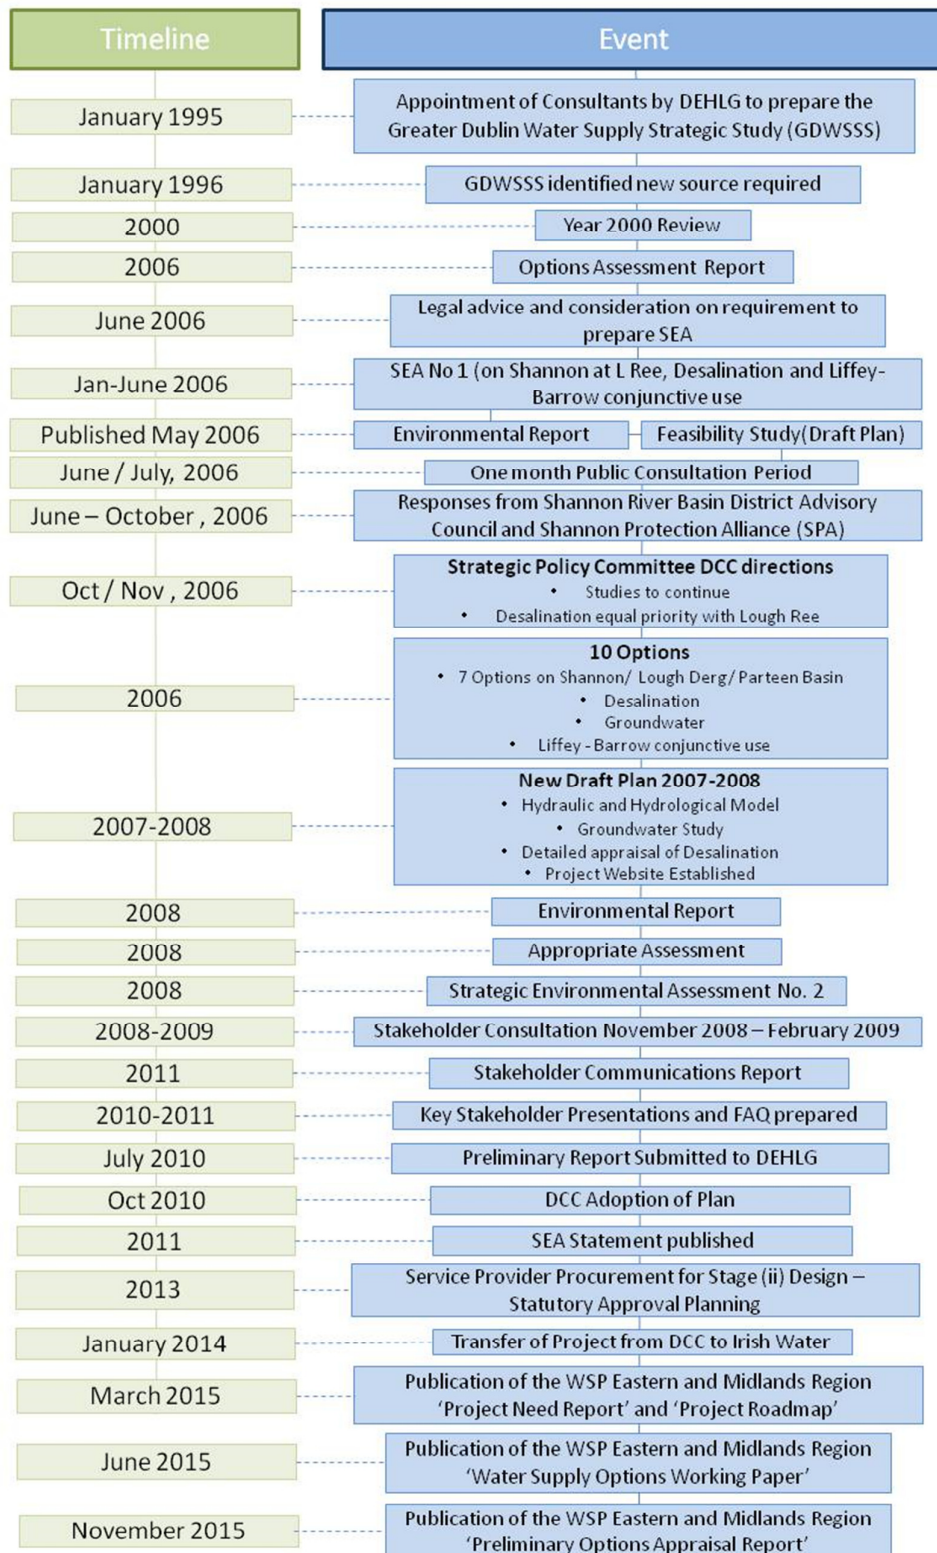 Timeline
Event
January 1995
Appointment of Consultants by DEHLG to prepare the
Greater Dublin Water Supply Strategic Study (GDWSSS)
January 1996
GDWSSS identified new source required
2000
Year 2000 Review
2006
Options Assessment Report
June 2006
Legal advice and consideration on requirement to
prepare SEA
Jan-June 2006
SEA No 1 (on Shannon at L Ree, Desalination and Liffey-
Barrow conjunctive use
Published May 2006
Environmental Report
Feasibility Study(Draft Plan)
June / July, 2006
One month Public Consultation Period
June – October , 2006
Responses from Shannon River Basin District Advisory
Council and Shannon Protection Alliance (SPA)
Oct / Nov , 2006
Strategic Policy Committee DCC directions
• Studies to continue
• Desalination equal priority with Lough Ree
2006
10 Options
• 7 Options on Shannon/ Lough Derg/ Parteen Basin
• Desalination
• Groundwater
• Liffey - Barrow conjunctive use
2007-2008
New Draft Plan 2007-2008
• Hydraulic and Hydrological Model
• Groundwater Study
• Detailed appraisal of Desalination
• Project Website Established
2008
Environmental Report
2008
Appropriate Assessment
2008
Strategic Environmental Assessment No. 2
2008-2009
Stakeholder Consultation November 2008 – February 2009
2011
Stakeholder Communications Report
2010-2011
Key Stakeholder Presentations and FAQ prepared
July 2010
Preliminary Report Submitted to DEHLG
Oct 2010
DCC Adoption of Plan
2011
SEA Statement published
2013
Service Provider Procurement for Stage (ii) Design –
Statutory Approval Planning
January 2014
Transfer of Project from DCC to Irish Water
March 2015
Publication of the WSP Eastern and Midlands Region
‘Project Need Report’ and ‘Project Roadmap’
June 2015
Publication of the WSP Eastern and Midlands Region
‘Water Supply Options Working Paper’
November 2015
Publication of the WSP Eastern and Midlands Region
‘Preliminary Options Appraisal Report’